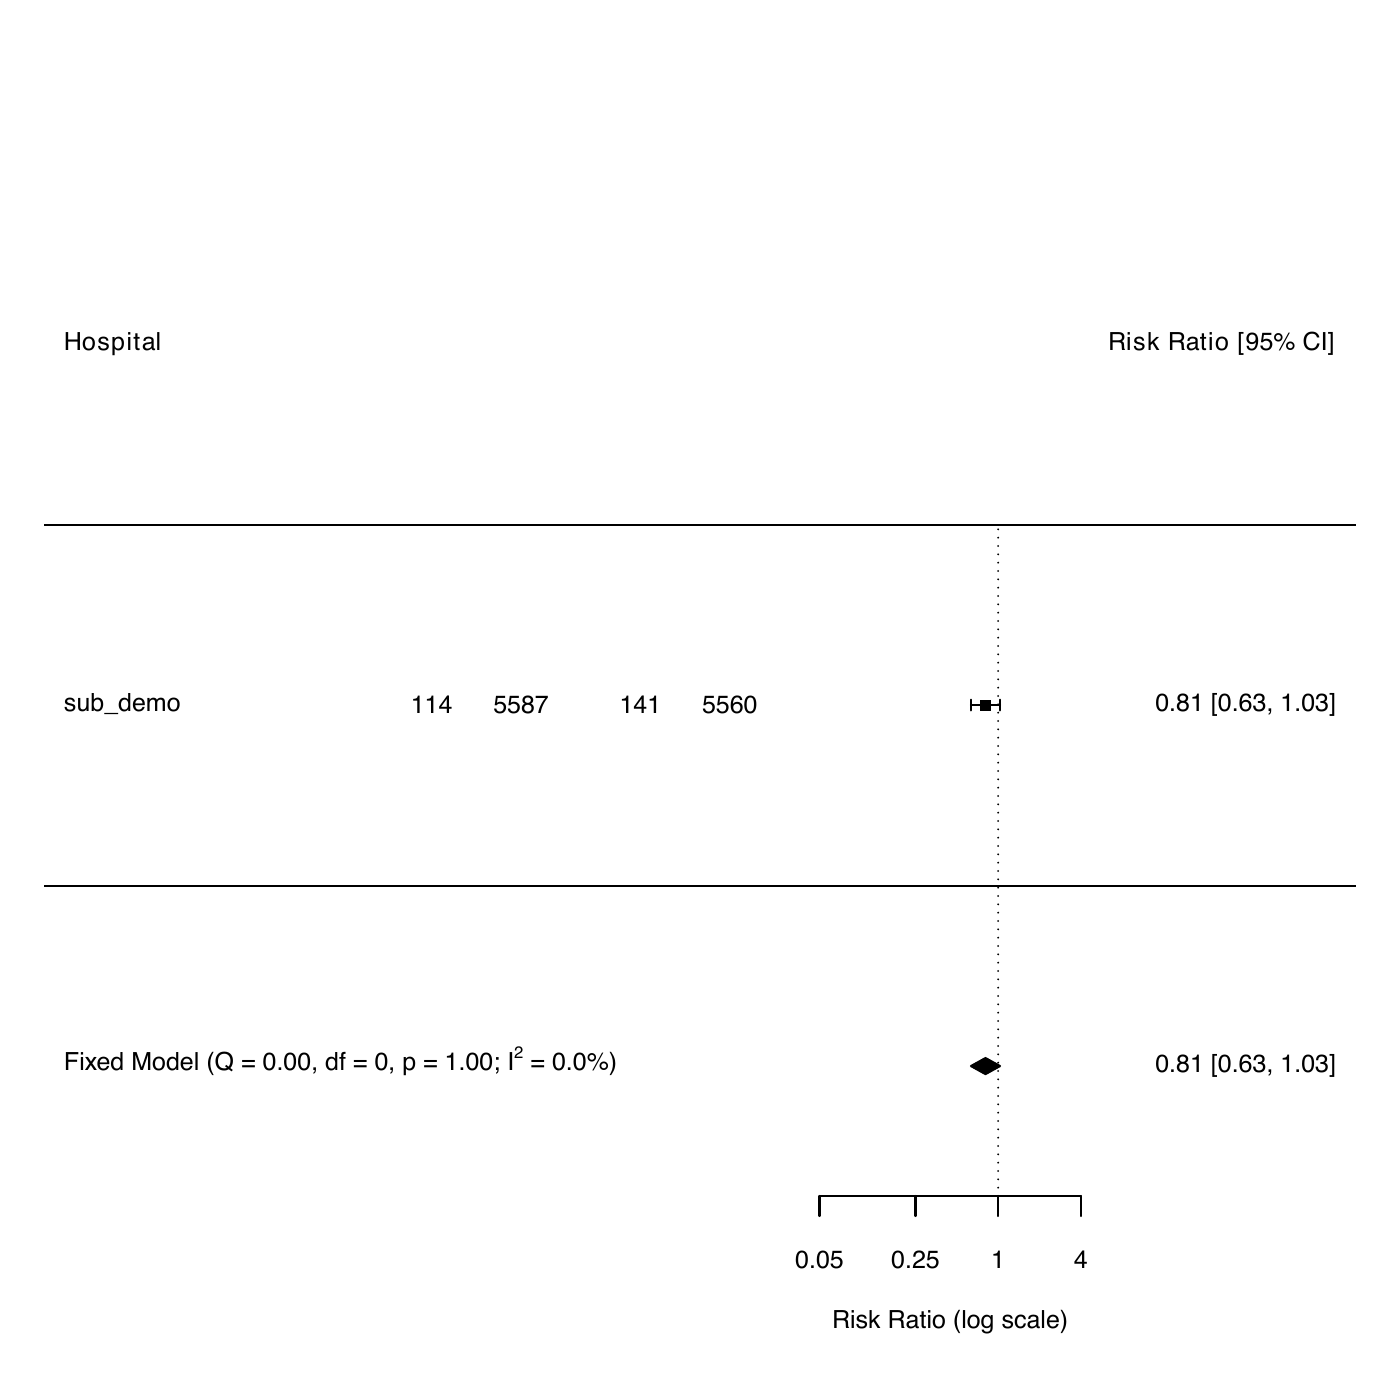 Hospital Risk Ratio [95% CI]
sub_demo 114 5587 141 5560 0.81 [0.63, 1.03]
Fixed Model (Q = 0.00, df = 0, p = 1.00; I² = 0.0%) 0.81 [0.63, 1.03]
0.05 0.25 1 4
Risk Ratio (log scale)